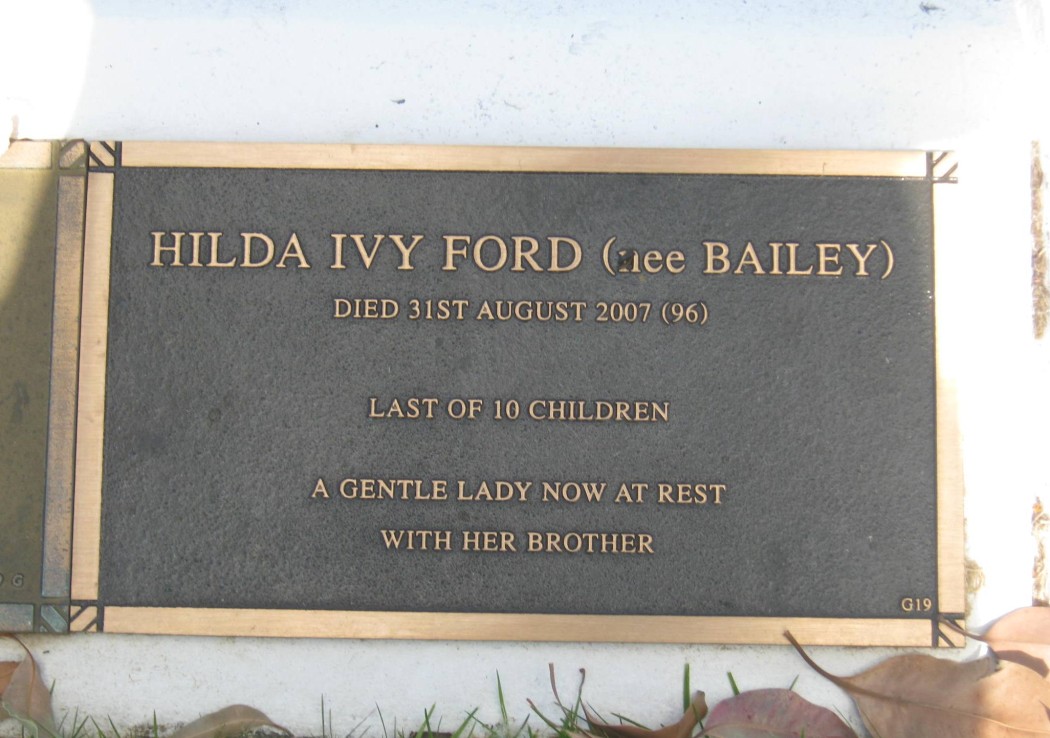 HILDA IVY FORD (nee BAILEY)
DIED 31ST AUGUST 2007 (96)
LAST OF 10 CHILDREN
A GENTLE LADY NOW AT REST
WITH HER BROTHER
G19